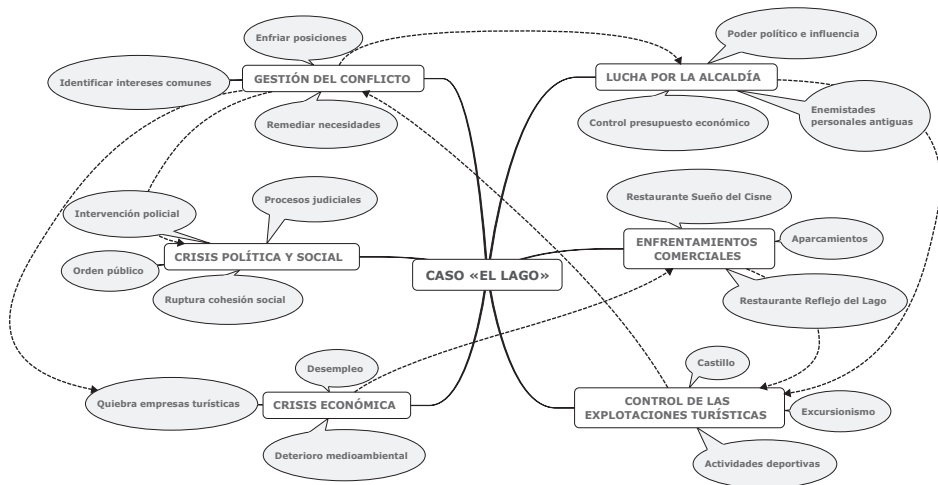 Enfriar posiciones
Identificar intereses comunes
GESTIÓN DEL CONFLICTO
Remediar necesidades
Poder político e influencia
LUCHA POR LA ALCALDÍA
Control presupuesto económico
Enemistades
personales antiguas
Intervención policial
Procesos judiciales
Orden público
CRISIS POLÍTICA Y SOCIAL
Ruptura cohesión social
CASO «EL LAGO»
Restaurante Sueño del Cisne
ENFRENTAMIENTOS
COMERCIALES
Aparcamientos
Restaurante Reflejo del Lago
Desempleo
Quiebra empresas turísticas
CRISIS ECONÓMICA
Deterioro medioambiental
Castillo
CONTROL DE LAS
EXPLOTACIONES TURÍSTICAS
Excursionismo
Actividades deportivas